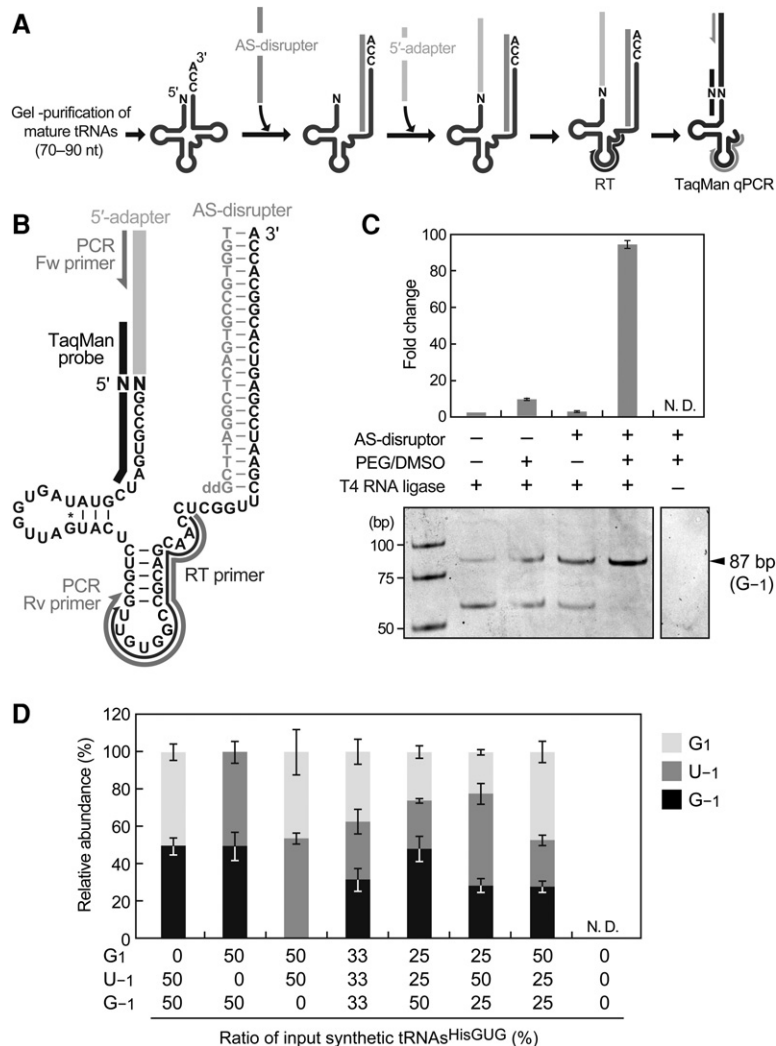 A
AS-disrupter
5'-adapter
3'
A
C
C
5'
N
A
C
C
N
A
C
C
N
A
C
C
N
NN
Gel -purification of
mature tRNAs
(70–90 nt)
RT
TaqMan qPCR
B
5'-adapter
AS-disrupter
PCR
Fw primer
TaqMan
probe
5' N N
3'
ddG
RT primer
PCR
Rv primer
C
Fold change
100
80
60
40
20
0
N. D.
AS-disruptor – – + + +
PEG/DMSO – + – + +
T4 RNA ligase + + + + –
(bp)
100
75
50
87 bp
(G–1)
D
Relative abundance (%)
120
100
80
60
40
20
0
N. D.
G1
U–1
G–1
G1 0 50 50 33 25 25 50 0
U–1 50 0 50 33 25 50 25 0
G–1 50 50 0 33 50 25 25 0
Ratio of input synthetic tRNAsHisGUG (%)